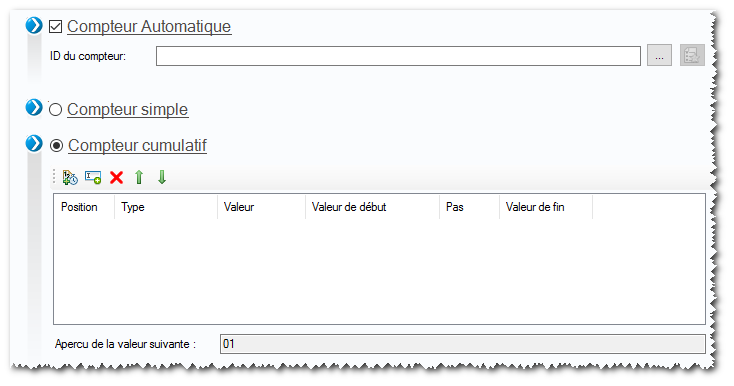 Compteur Automatique
ID du compteur:
...
Compteur simple
Compteur cumulatif
Position Type Valeur Valeur de début Pas Valeur de fin
Apercu de la valeur suivante : 01